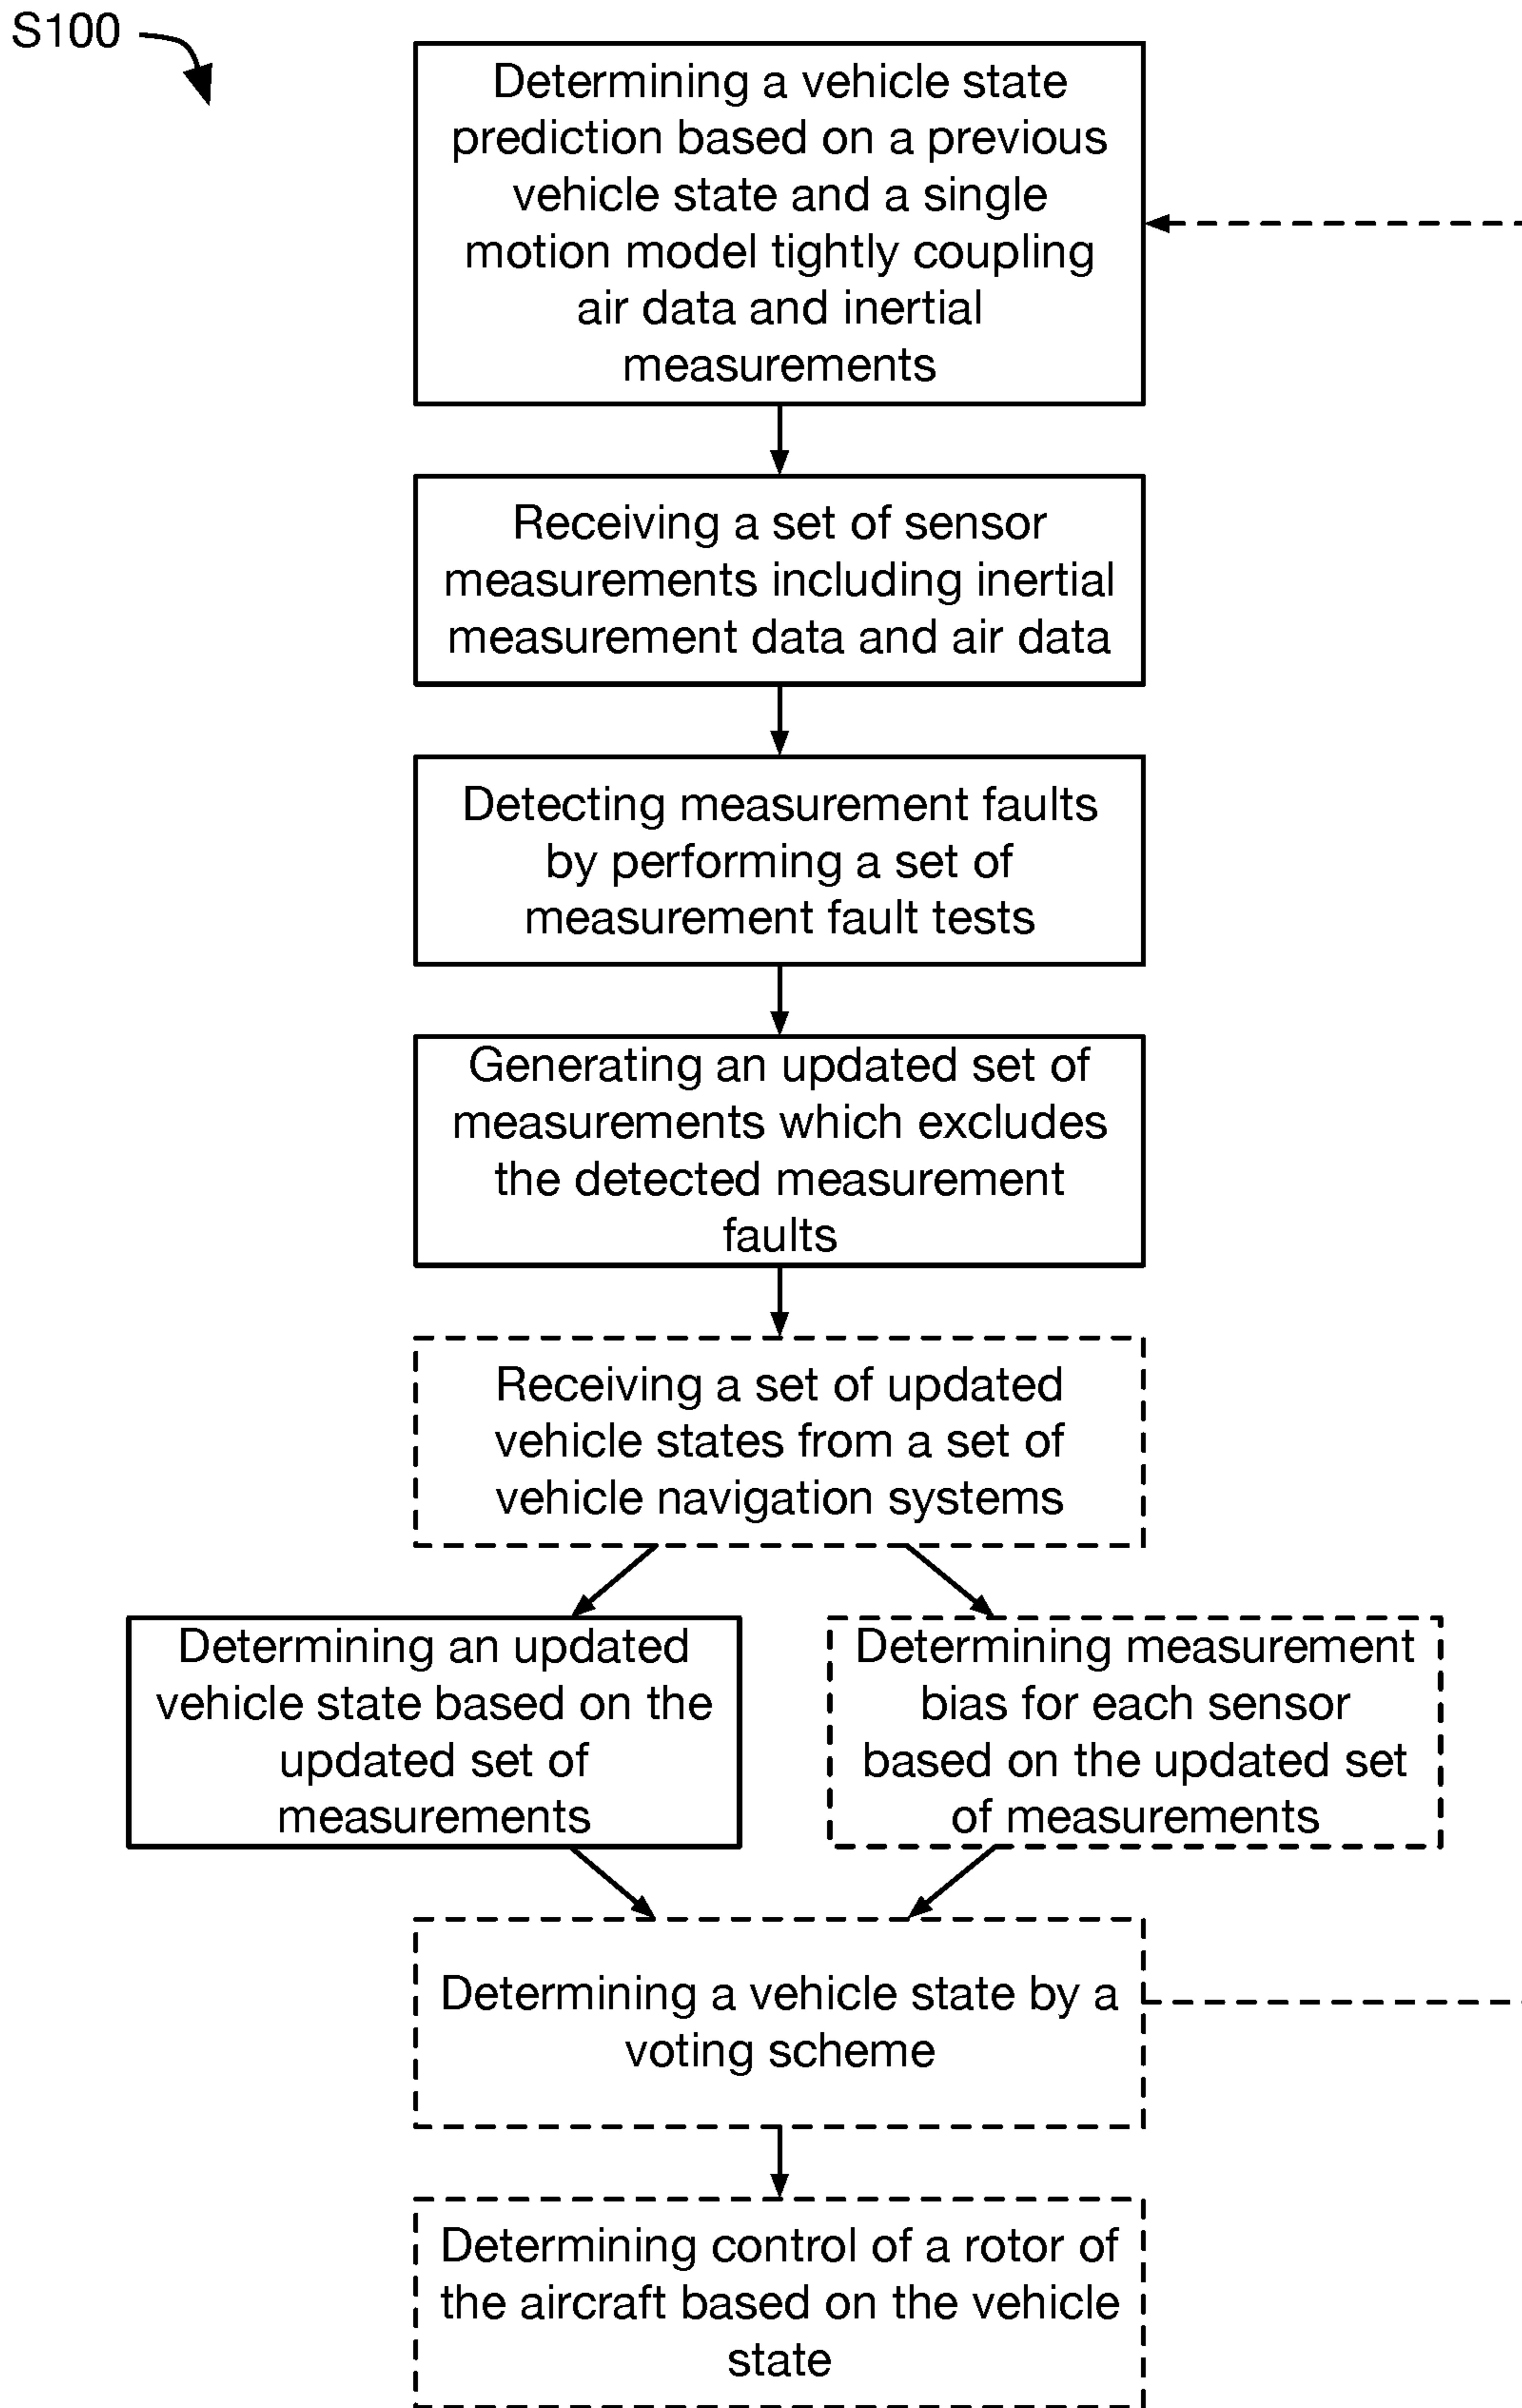 S100
Determining a vehicle state
prediction based on a previous
vehicle state and a single
motion model tightly coupling
air data and inertial
measurements
Receiving a set of sensor
measurements including inertial
measurement data and air data
Detecting measurement faults
by performing a set of
measurement fault tests
Generating an updated set of
measurements which excludes
the detected measurement
faults
Receiving a set of updated
vehicle states from a set of
vehicle navigation systems
Determining an updated
vehicle state based on the
updated set of
measurements
Determining measurement
bias for each sensor
based on the updated set
of measurements
Determining a vehicle state by a
voting scheme
Determining control of a rotor of
the aircraft based on the vehicle
state